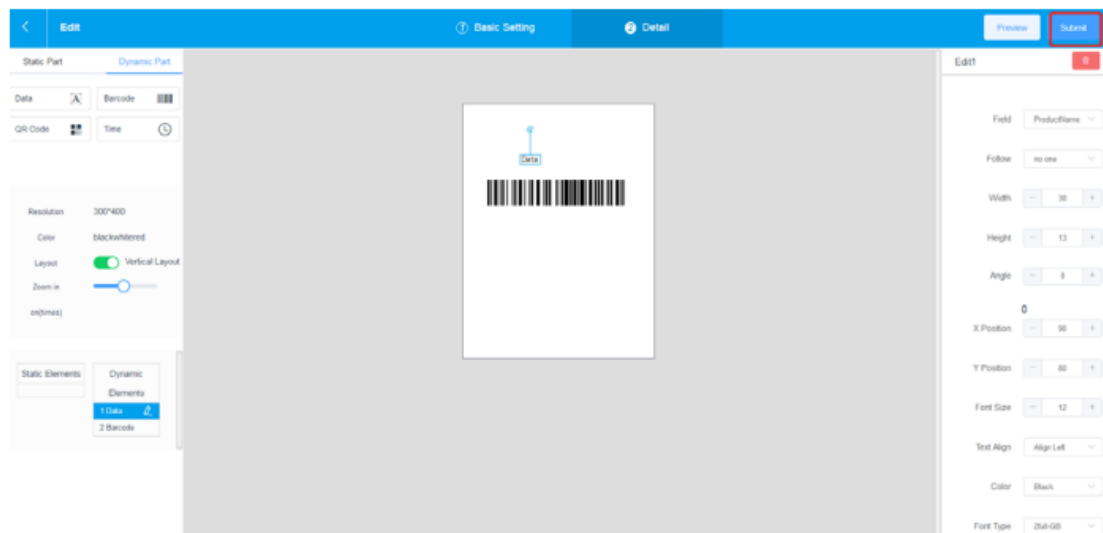 Edit
① Basic Setting
② Detail
Preview
Submit
Static Part
Dynamic Part
Data
Barcode
QR Code
Time
Resolution 300*400
Color blackwhitered
Layout Vertical Layout
Zoom in
on(times)
Static Elements
Dynamic
Elements
1 Data
2 Barcode
Data
Edit1
Field ProductName
Follow no one
Width 30
Height 13
Angle 0
X Position 90
Y Position 80
Font Size 12
Text Align Align Left
Color Black
Font Type